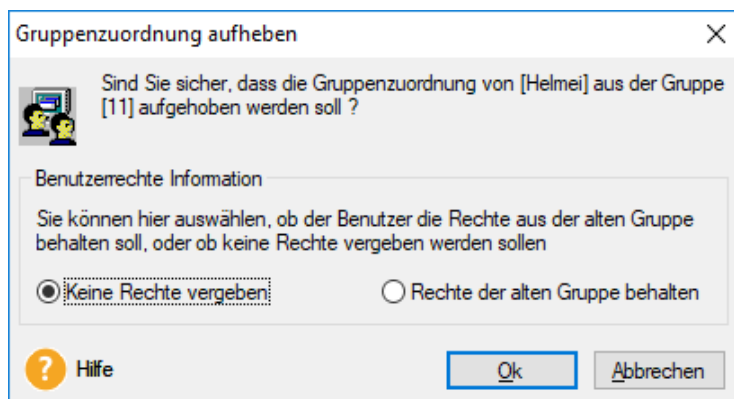 Gruppenzuordnung aufheben
Sind Sie sicher, dass die Gruppenzuordnung von [Helmei] aus der Gruppe
[11] aufgehoben werden soll ?
Benutzerrechte Information
Sie können hier auswählen, ob der Benutzer die Rechte aus der alten Gruppe
behalten soll, oder ob keine Rechte vergeben werden sollen
Keine Rechte vergeben
Rechte der alten Gruppe behalten
Hilfe
Ok
Abbrechen